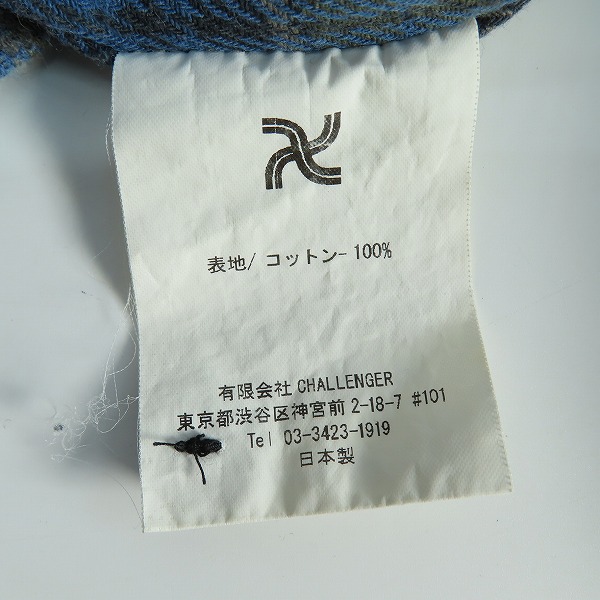 表地/ コットン- 100%
有限会社 CHALLENGER
東京都渋谷区神宮前 2-18-7 #101
Tel 03-3423-1919
日本製